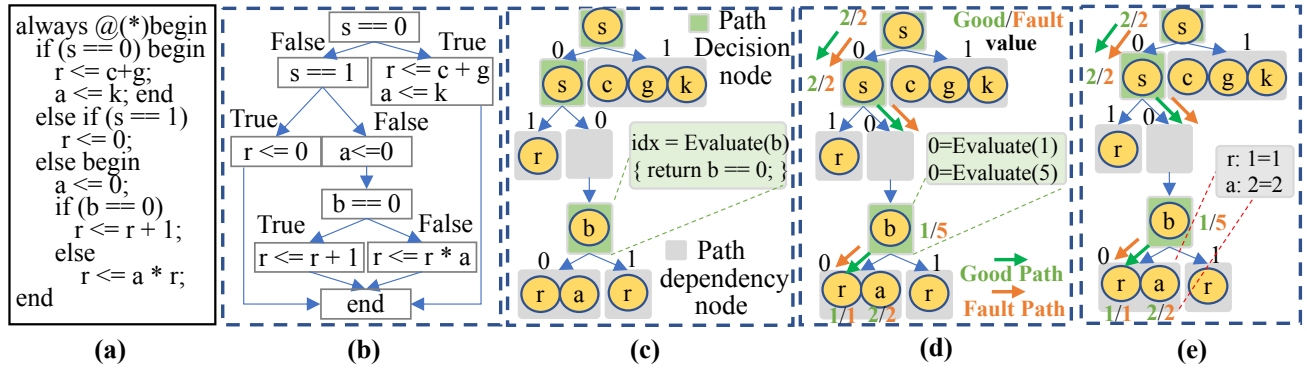 always @(*)begin
if (s == 0) begin
r <= c+g;
a <= k; end
else if (s == 1)
r <= 0;
else begin
a <= 0;
if (b == 0)
r <= r + 1;
else
r <= a * r;
end
(a)
s == 0
False
True
s == 1
r <= c + g
a <= k
True
False
r <= 0
a<=0
b == 0
True
False
r <= r + 1
r <= r * a
end
(b)
s
Path
Decision
node
0
1
s
c
g
k
1
0
r
idx = Evaluate(b)
{ return b == 0; }
b
0
1
r
a
r
Path
dependency
node
(c)
2/2
Good/Fault
value
s
0
1
2/2
s
c
g
k
1
0
r
0=Evaluate(1)
0=Evaluate(5)
b
1/5
0
1
r
a
r
1/1
2/2
Good Path
Fault Path
(d)
2/2
s
0
1
2/2
s
c
g
k
1
0
r
r: 1=1
a: 2=2
b
1/5
0
1
r
a
r
1/1
2/2
(e)